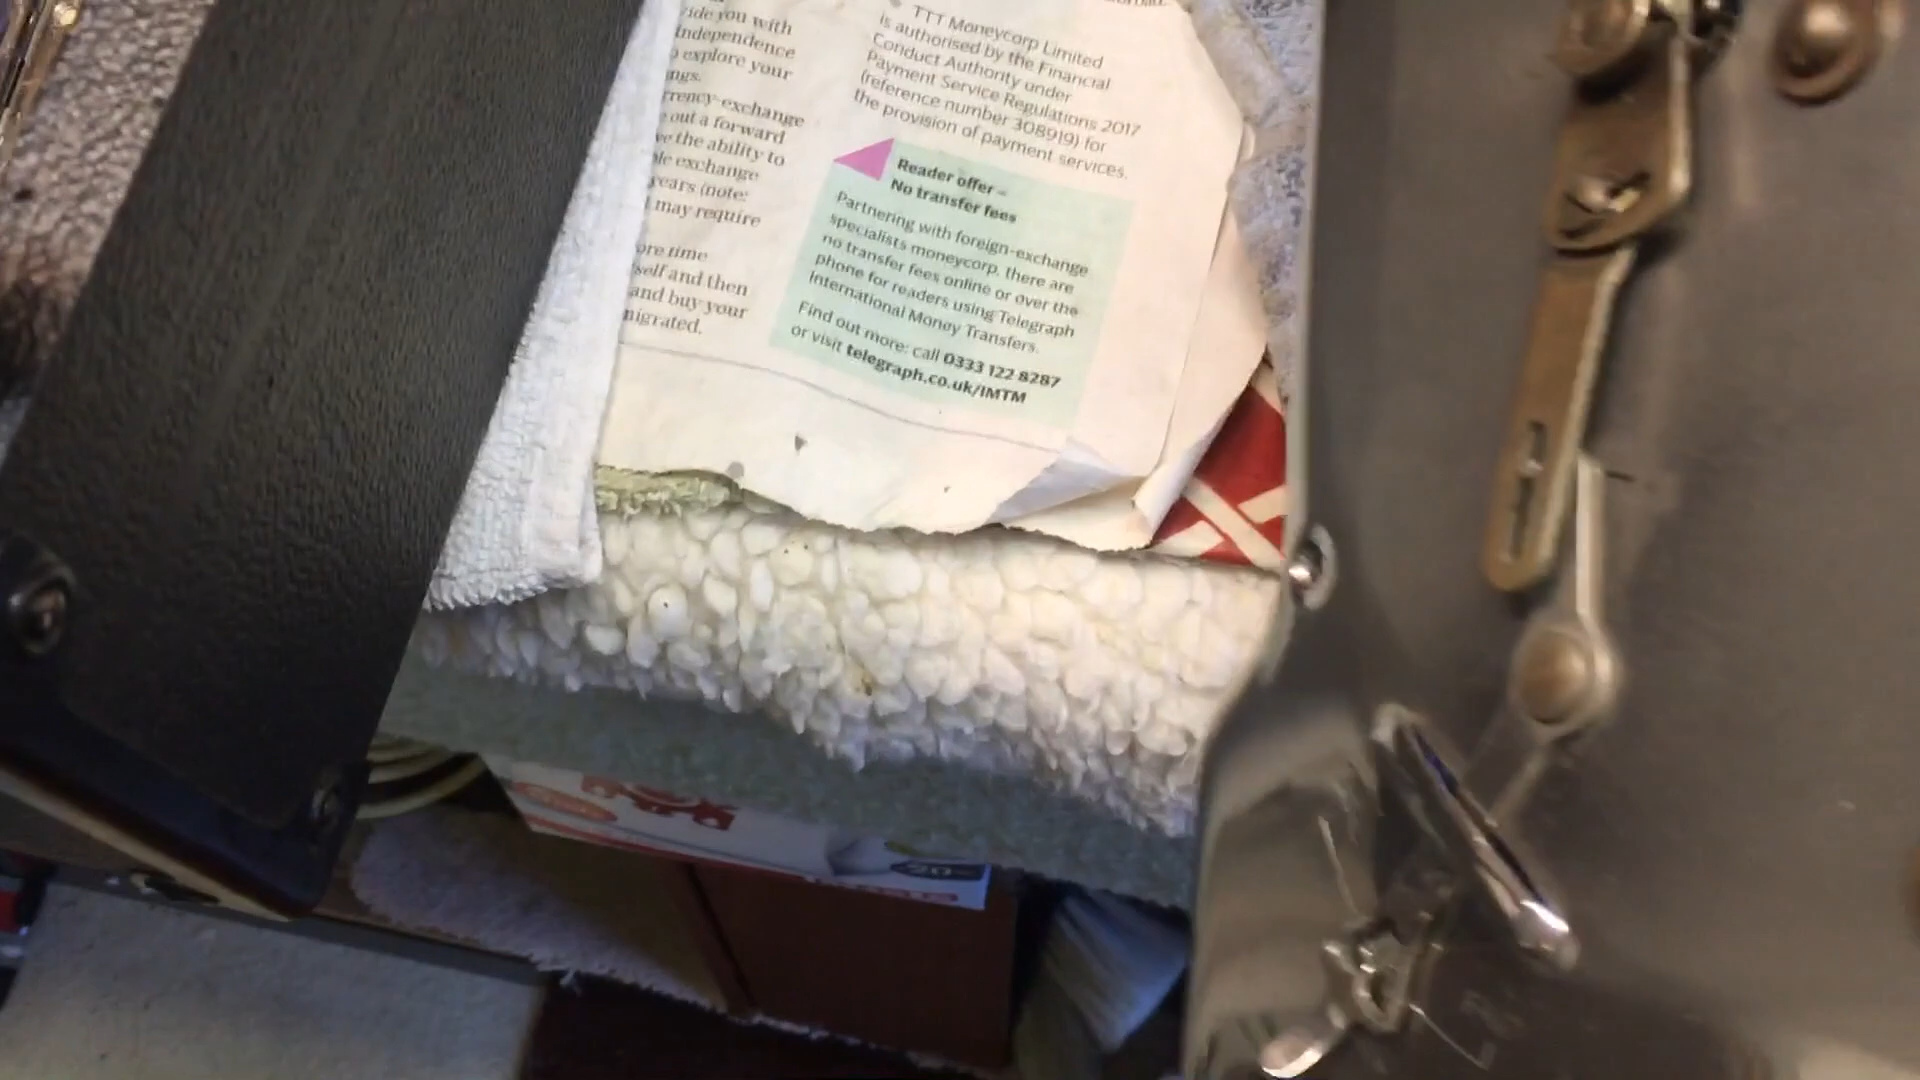 ide you with
independence
explore your
ngs.
rrency-exchange
out a forward
ve the ability to
ble exchange
years (note:
may require
ore time
self and then
and buy your
migrated.
TTT Moneycorp Limited
is authorised by the Financial
Conduct Authority under
Payment Service Regulations 2017
(reference number 308919) for
the provision of payment services.
Reader offer –
No transfer fees
Partnering with foreign-exchange
specialists moneycorp, there are
no transfer fees online or over the
phone for readers using Telegraph
International Money Transfers.
Find out more: call 0333 122 8287
or visit telegraph.co.uk/IMTM
20